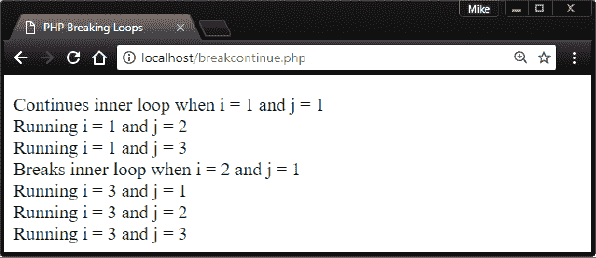 Mike
PHP Breaking Loops
localhost/breakcontinue.php
Continues inner loop when i = 1 and j = 1
Running i = 1 and j = 2
Running i = 1 and j = 3
Breaks inner loop when i = 2 and j = 1
Running i = 3 and j = 1
Running i = 3 and j = 2
Running i = 3 and j = 3